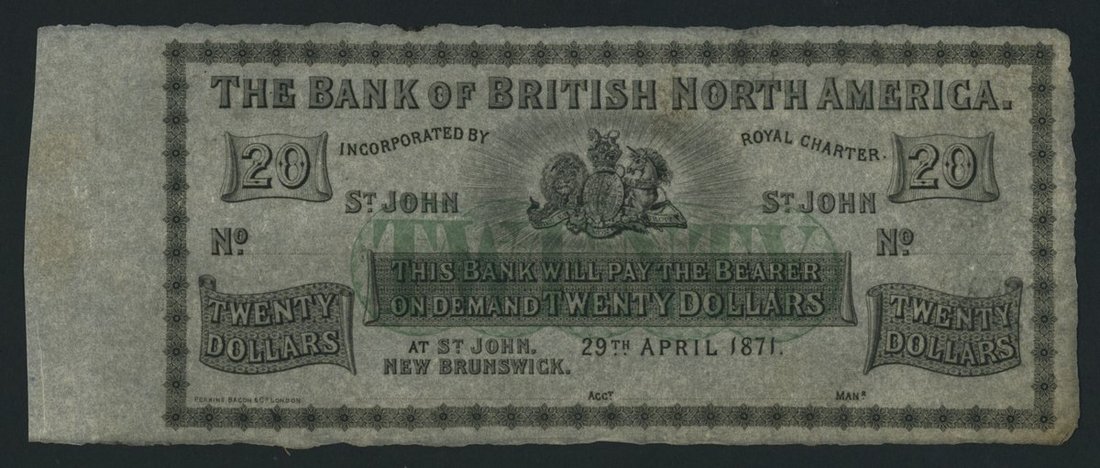 THE BANK OF BRITISH NORTH AMERICA.
20 INCORPORATED BY ROYAL CHARTER. 20
ST. JOHN ST. JOHN
No. No.
TWENTY
THIS BANK WILL PAY THE BEARER
ON DEMAND TWENTY DOLLARS
TWENTY DOLLARS
TWENTY DOLLARS
AT ST. JOHN. 29TH APRIL 1871.
NEW BRUNSWICK.
PERKINS BACON & Co. LONDON ACCT MANR